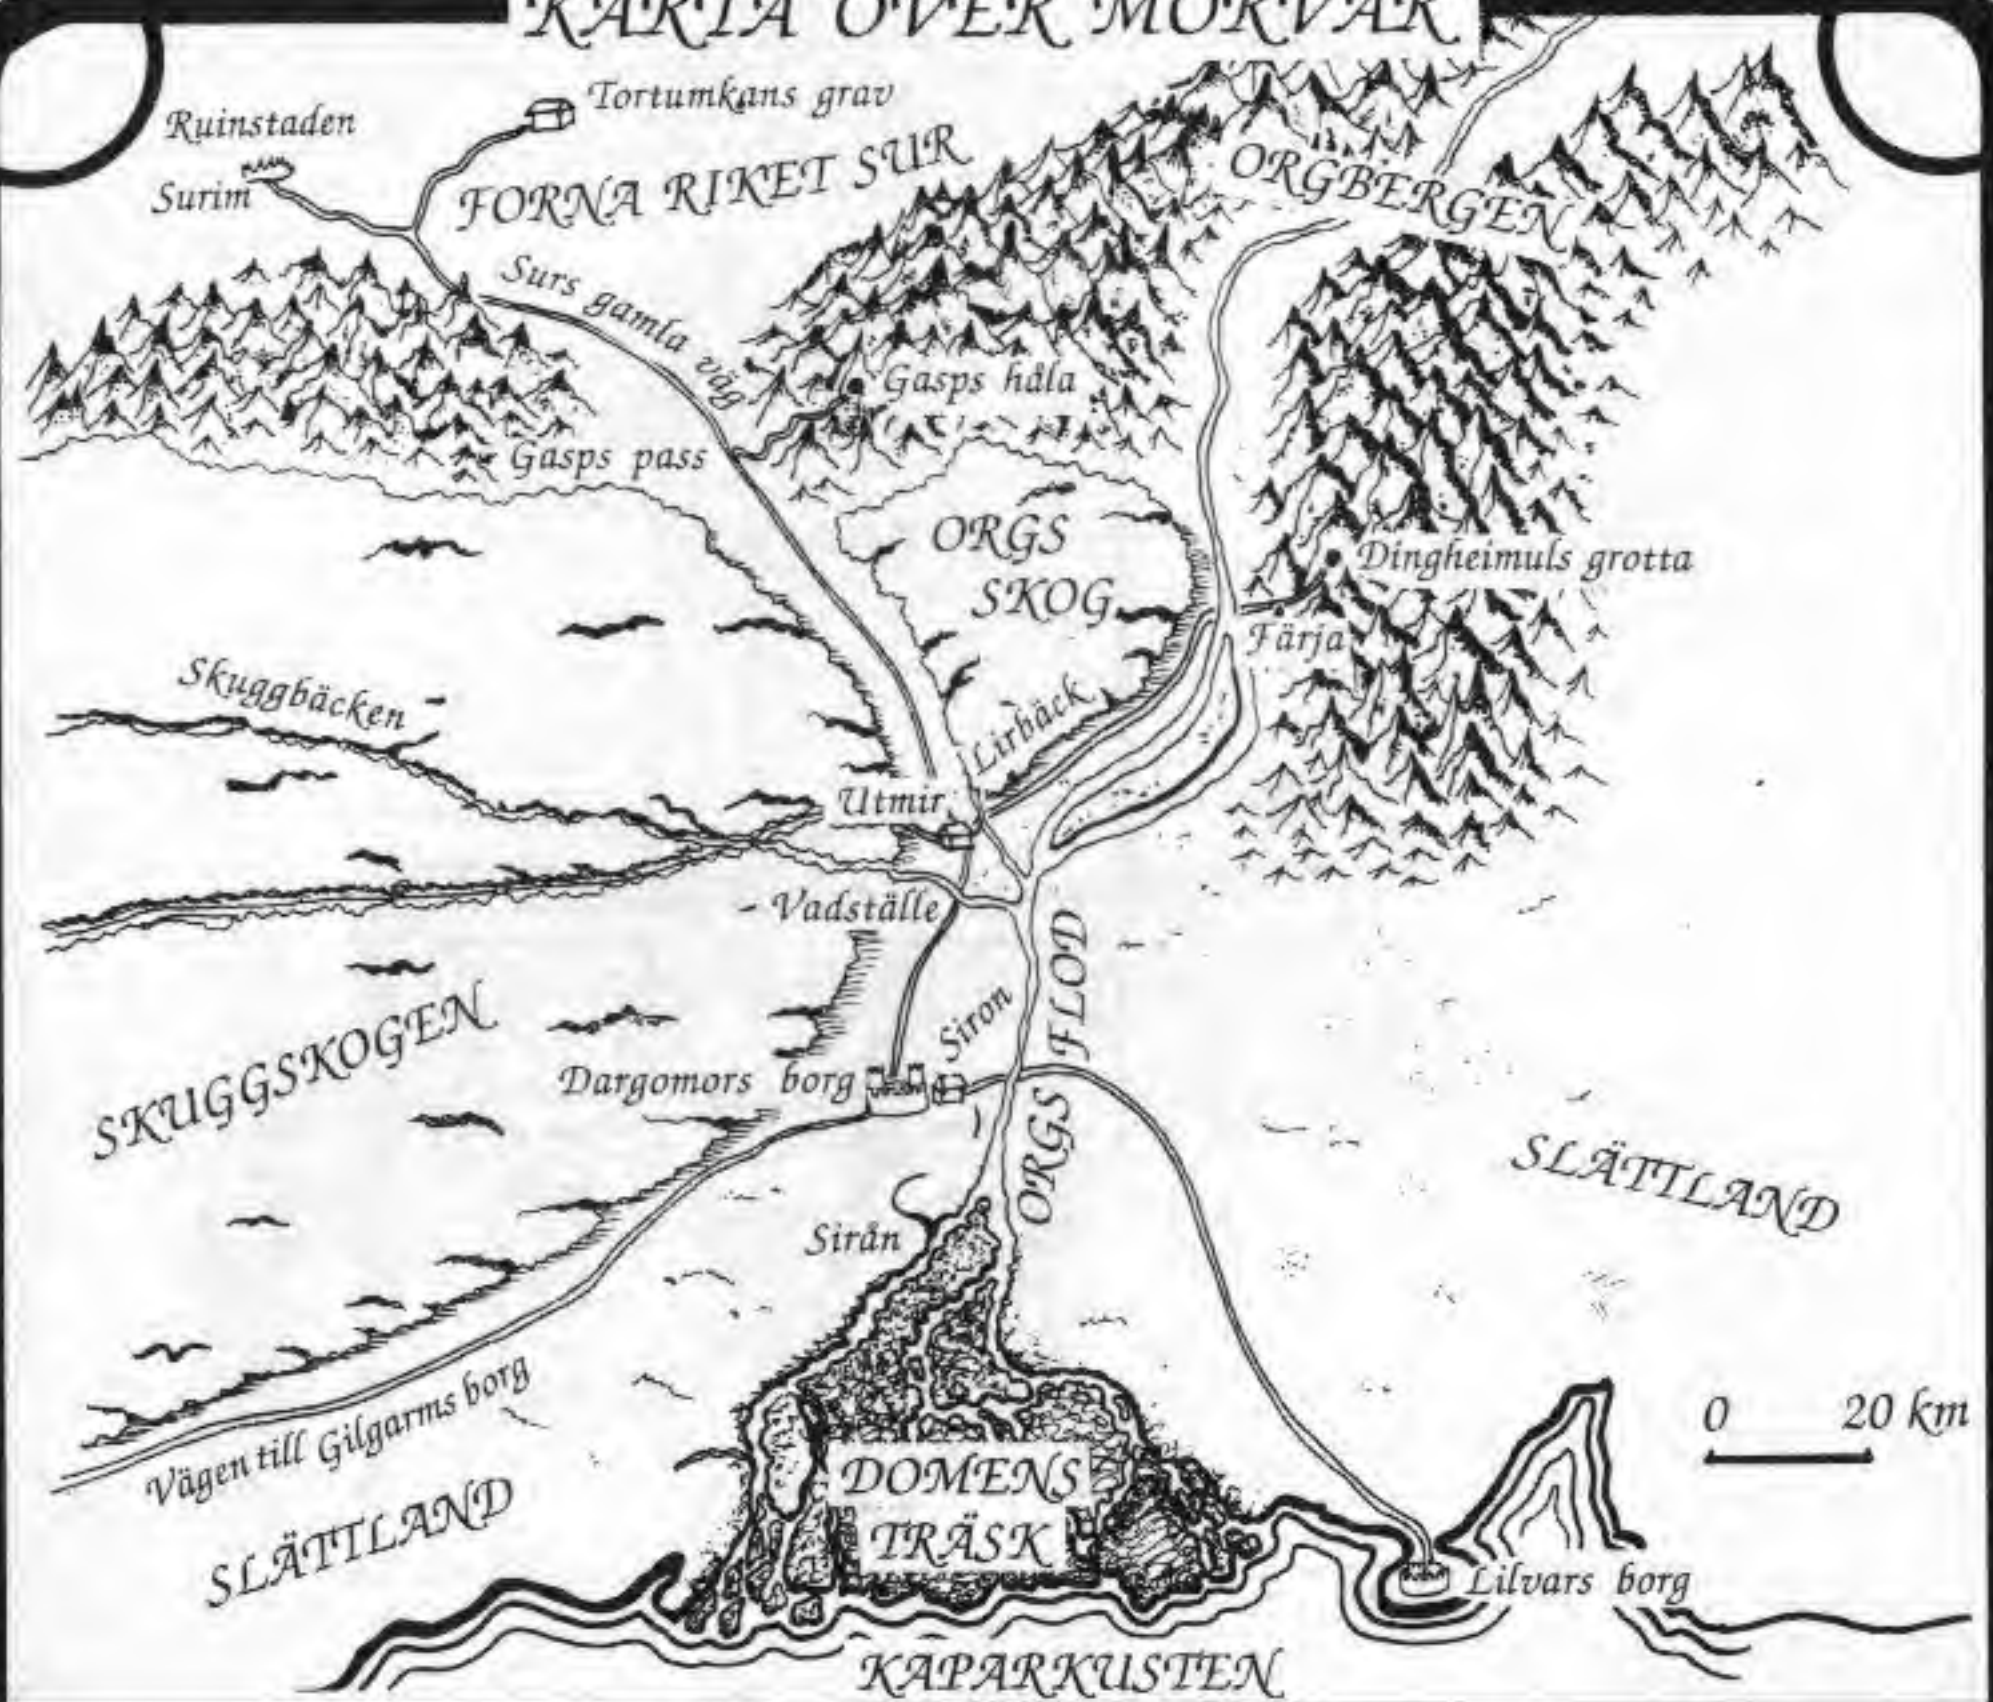 KARTA ÖVER MORKVAR
Tortumkans grav
Ruinstaden
Surim
FORNA RIKET SUR
ORGBERGEN
Surs gamla väg
Gasps håla
Gasps pass
ORGS
SKOG
Dingheimuls grotta
Färja
Skuggbäcken
Lirbäck
Utmir
Vadställe
SKUGGSKOGEN
Siron
ORGS FLOD
Dargomors borg
SLÄTTLAND
Sirån
Vägen till Gilgarms borg
0 20 km
SLÄTTLAND
DOMENS
TRÄSK
Lilvars borg
KAPARKUSTEN